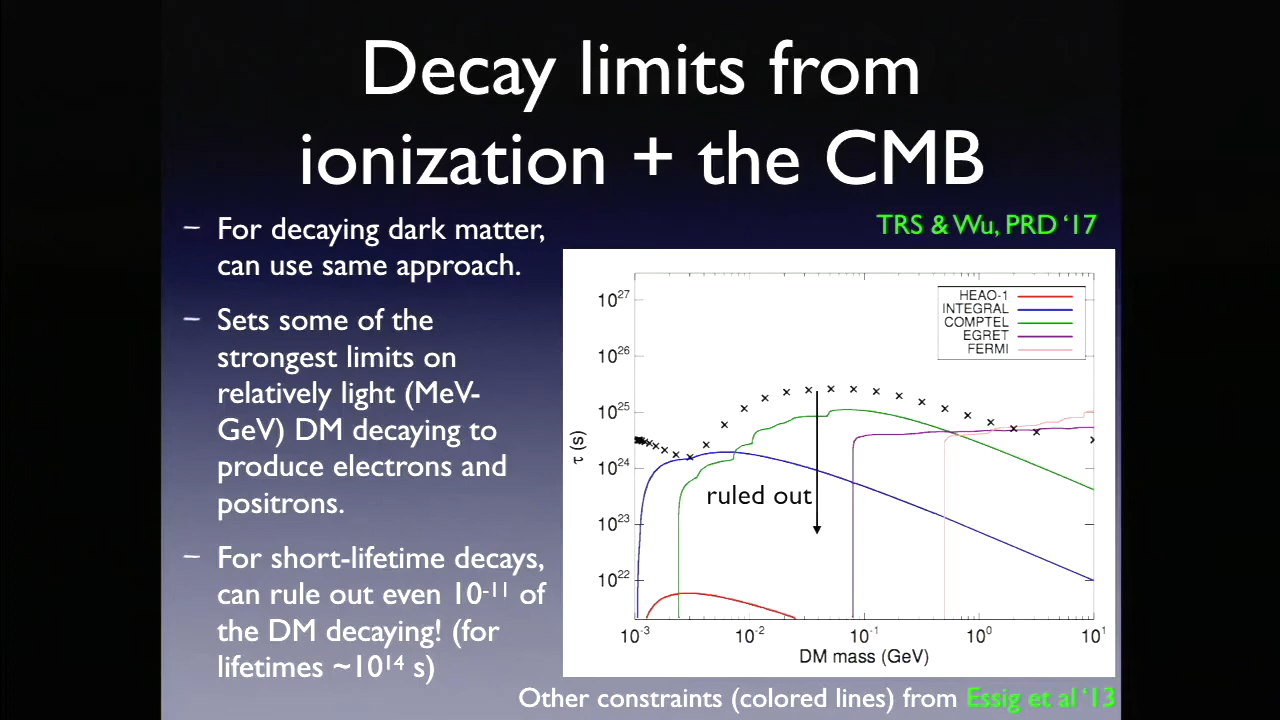 Decay limits from
ionization + the CMB
– For decaying dark matter,
can use same approach.
– Sets some of the
strongest limits on
relatively light (MeV-
GeV) DM decaying to
produce electrons and
positrons.
– For short-lifetime decays,
can rule out even 10⁻¹¹ of
the DM decaying! (for
lifetimes ~10¹⁴ s)
TRS & Wu, PRD ‘17
HEAO-1
INTEGRAL
COMPTEL
EGRET
FERMI
10²⁷
10²⁶
10²⁵
10²⁴
10²³
10²²
τ (s)
ruled out
10⁻³ 10⁻² 10⁻¹ 10⁰ 10¹
DM mass (GeV)
Other constraints (colored lines) from Essig et al ‘13